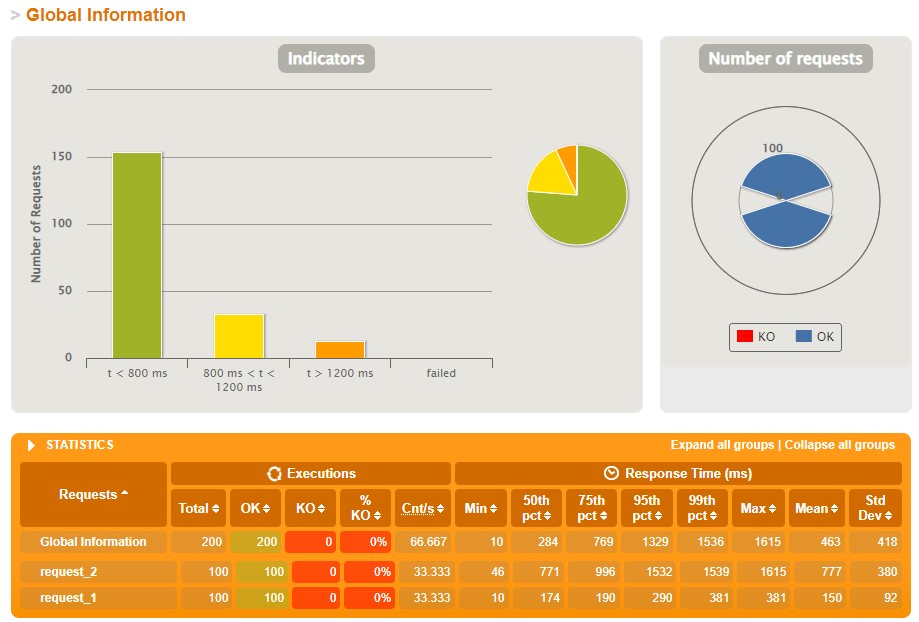 > Global Information
Indicators
Number of Requests
200
150
100
50
0
t < 800 ms
800 ms < t <
1200 ms
t > 1200 ms
failed
Number of requests
100
KO OK
STATISTICS
Expand all groups | Collapse all groups
Requests
Executions
Response Time (ms)
Total OK KO % KO Cnt/s Min 50th pct 75th pct 95th pct 99th pct Max Mean Std Dev
Global Information 200 200 0 0% 66.667 10 284 769 1329 1536 1615 463 418
request_2 100 100 0 0% 33.333 46 771 996 1532 1539 1615 777 380
request_1 100 100 0 0% 33.333 10 174 190 290 381 381 150 92